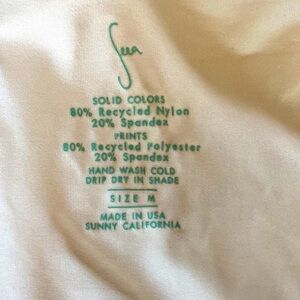 SOLID COLORS
80% Recycled Nylon
20% Spandex
PRINTS
80% Recycled Polyester
20% Spandex
HAND WASH COLD
DRIP DRY IN SHADE
SIZE M
MADE IN USA
SUNNY CALIFORNIA